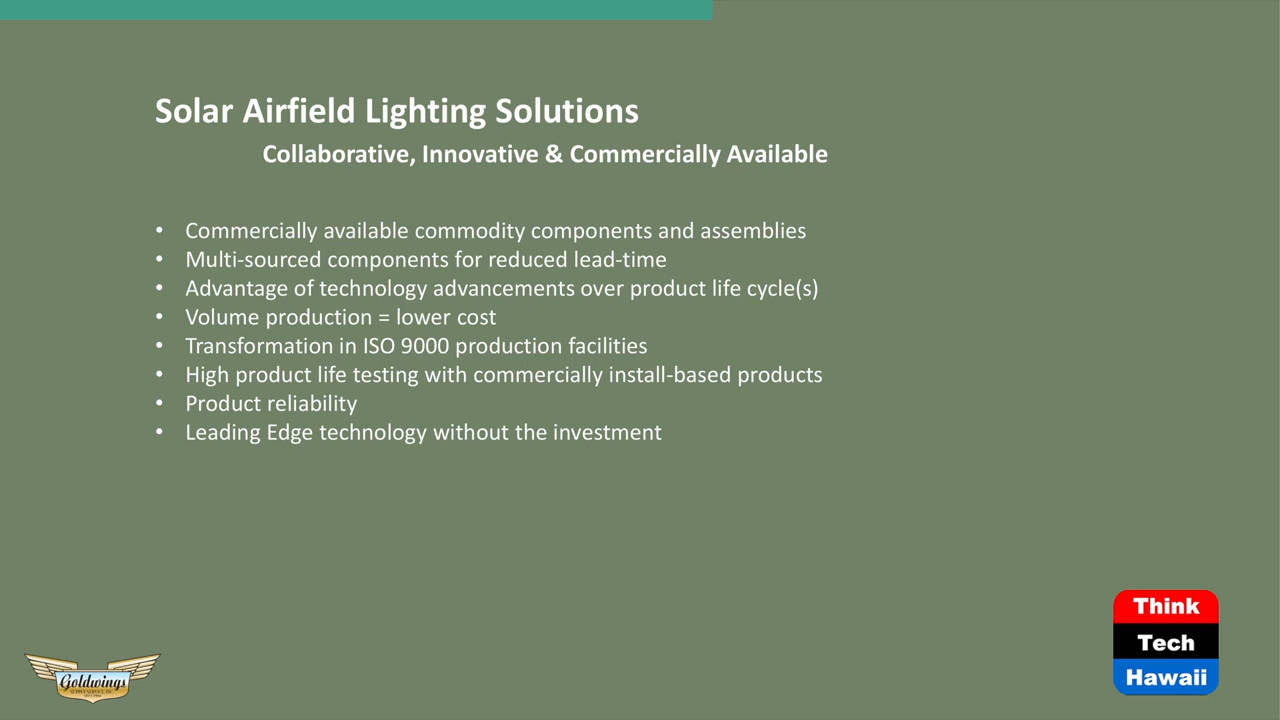 Solar Airfield Lighting Solutions
Collaborative, Innovative & Commercially Available
• Commercially available commodity components and assemblies
• Multi-sourced components for reduced lead-time
• Advantage of technology advancements over product life cycle(s)
• Volume production = lower cost
• Transformation in ISO 9000 production facilities
• High product life testing with commercially install-based products
• Product reliability
• Leading Edge technology without the investment
Think
Tech
Hawaii
Goldwings
SUPPLY SERVICE, INC.